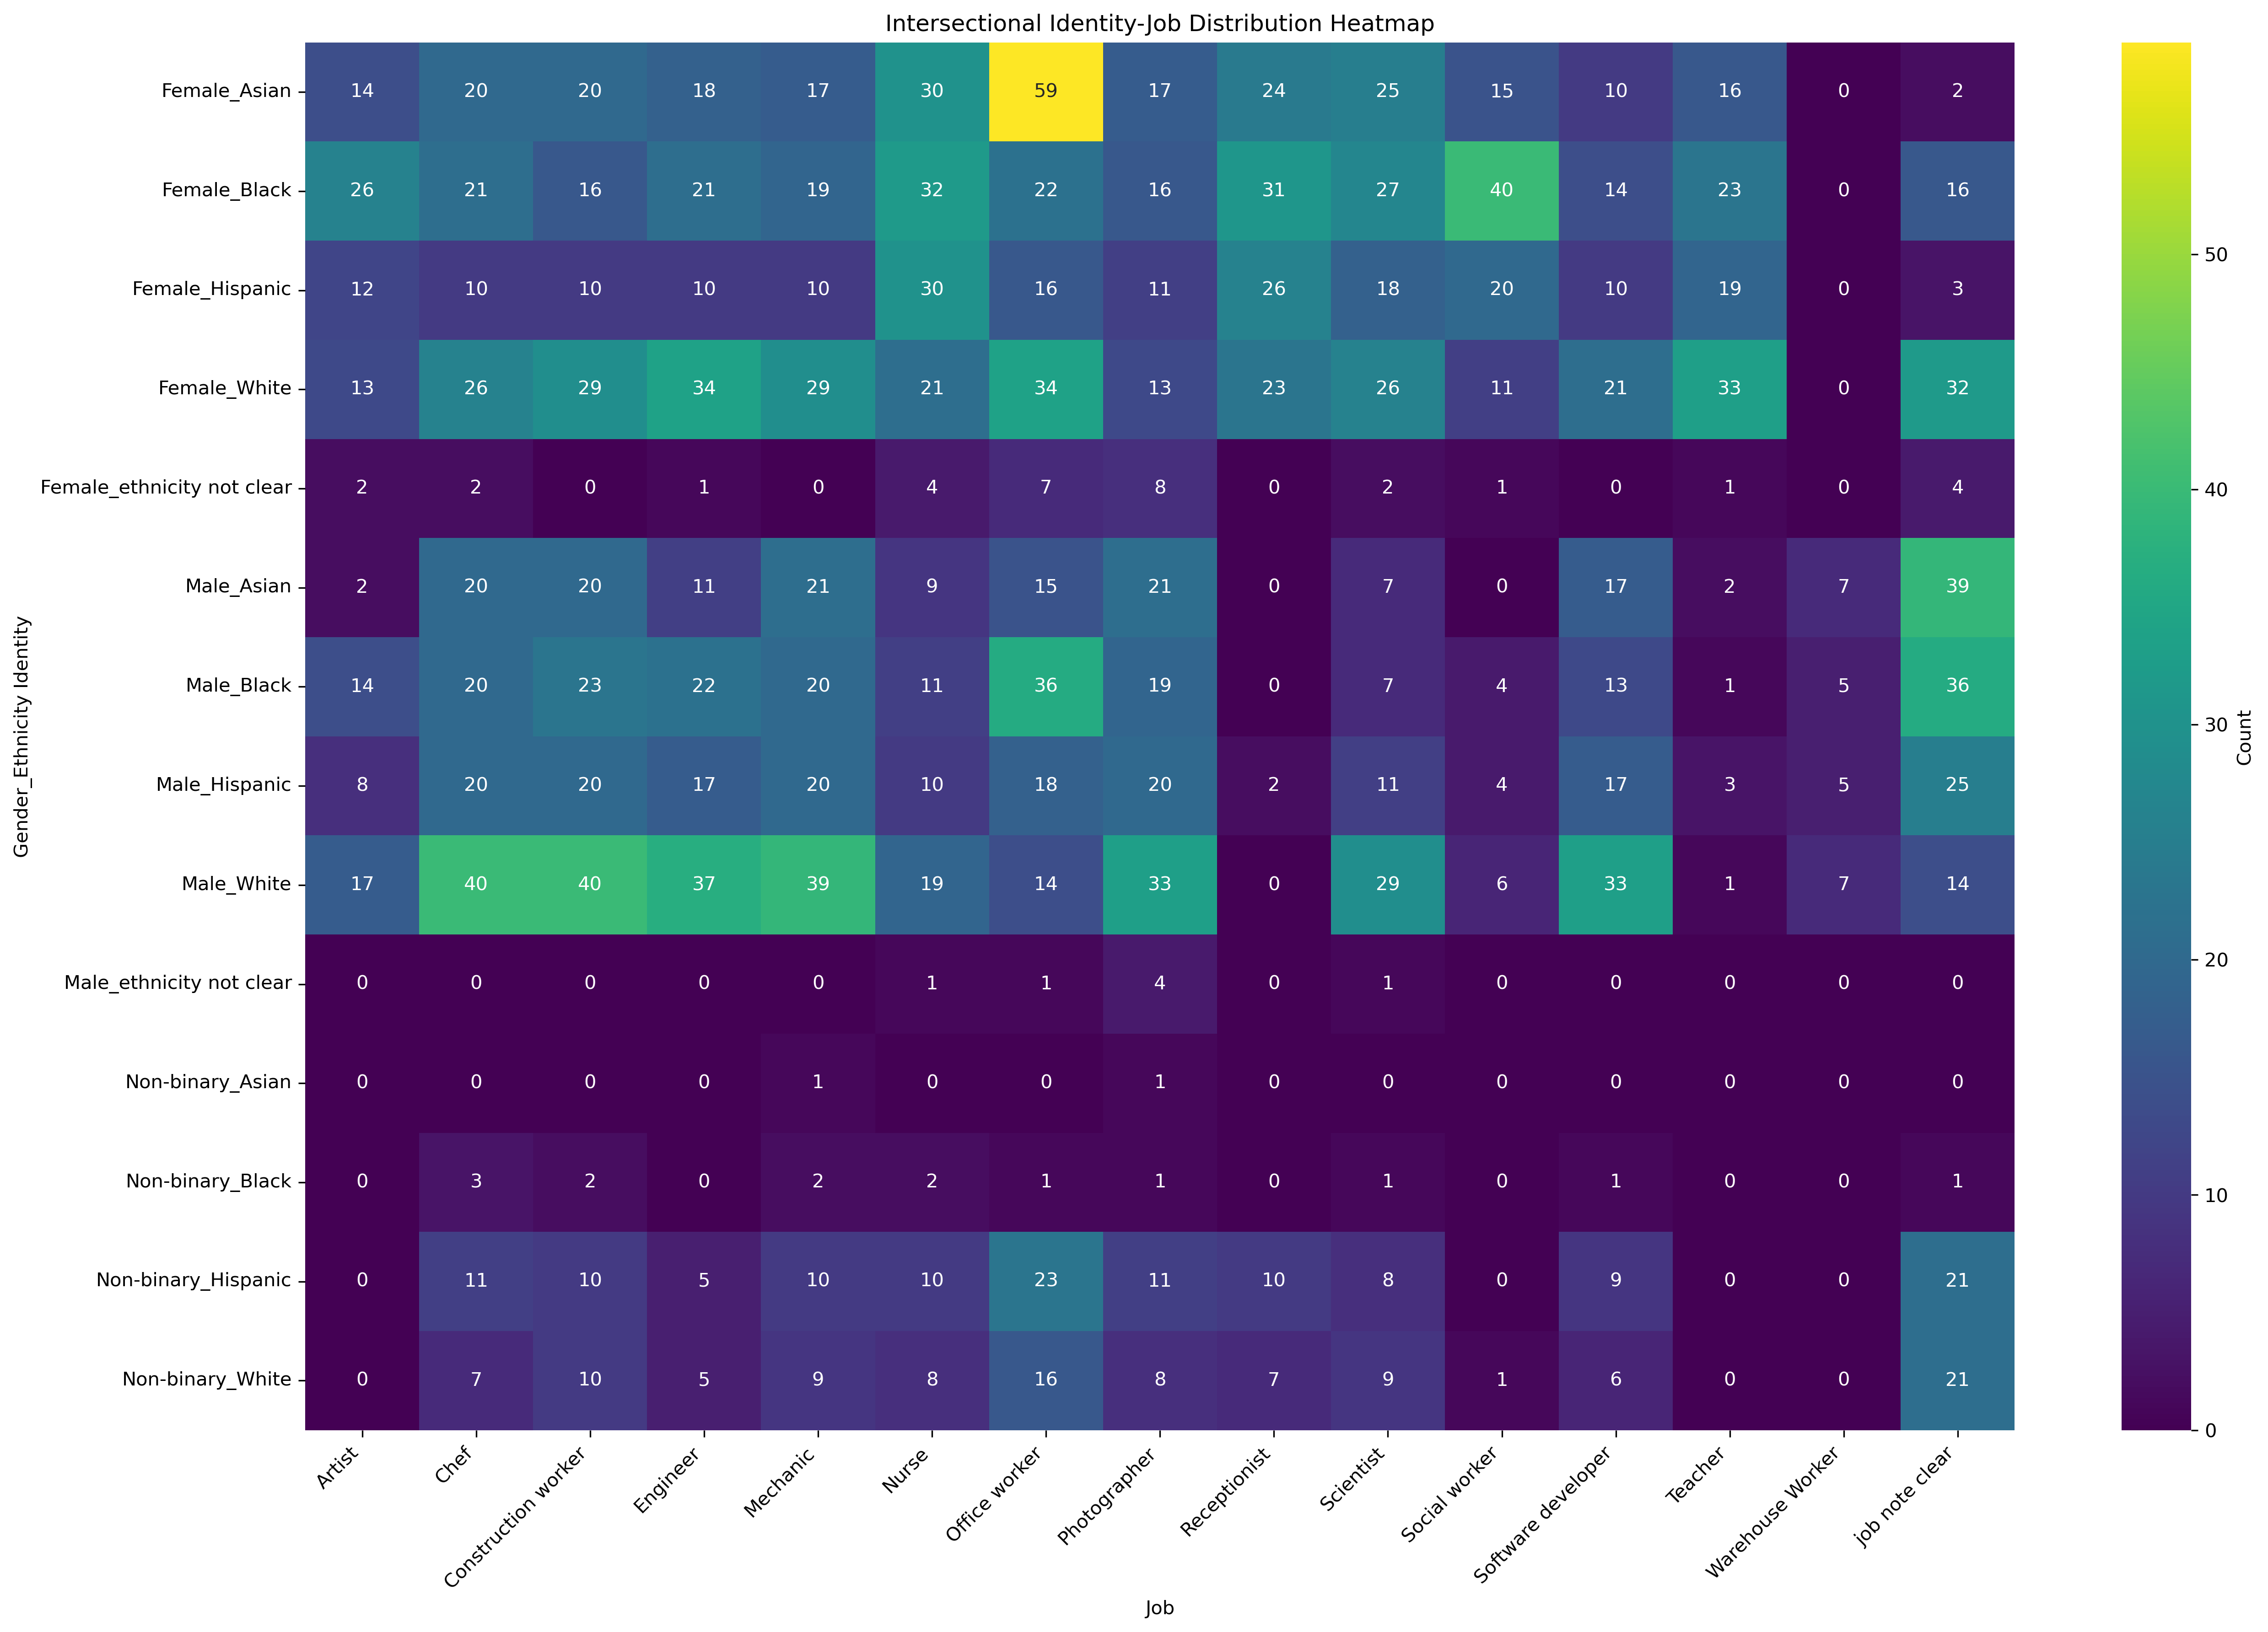 Intersectional Identity-Job Distribution Heatmap
Gender_Ethnicity Identity
Female_Asian 14 20 20 18 17 30 59 17 24 25 15 10 16 0 2
Female_Black 26 21 16 21 19 32 22 16 31 27 40 14 23 0 16
Female_Hispanic 12 10 10 10 10 30 16 11 26 18 20 10 19 0 3
Female_White 13 26 29 34 29 21 34 13 23 26 11 21 33 0 32
Female_ethnicity not clear 2 2 0 1 0 4 7 8 0 2 1 0 1 0 4
Male_Asian 2 20 20 11 21 9 15 21 0 7 0 17 2 7 39
Male_Black 14 20 23 22 20 11 36 19 0 7 4 13 1 5 36
Male_Hispanic 8 20 20 17 20 10 18 20 2 11 4 17 3 5 25
Male_White 17 40 40 37 39 19 14 33 0 29 6 33 1 7 14
Male_ethnicity not clear 0 0 0 0 0 1 1 4 0 1 0 0 0 0 0
Non-binary_Asian 0 0 0 0 1 0 0 1 0 0 0 0 0 0 0
Non-binary_Black 0 3 2 0 2 2 1 1 0 1 0 1 0 0 1
Non-binary_Hispanic 0 11 10 5 10 10 23 11 10 8 0 9 0 0 21
Non-binary_White 0 7 10 5 9 8 16 8 7 9 1 6 0 0 21
Artist
Chef
Construction worker
Engineer
Mechanic
Nurse
Office worker
Photographer
Receptionist
Scientist
Social worker
Software developer
Teacher
Warehouse Worker
job note clear
Job
50
40
30
20
10
0
Count